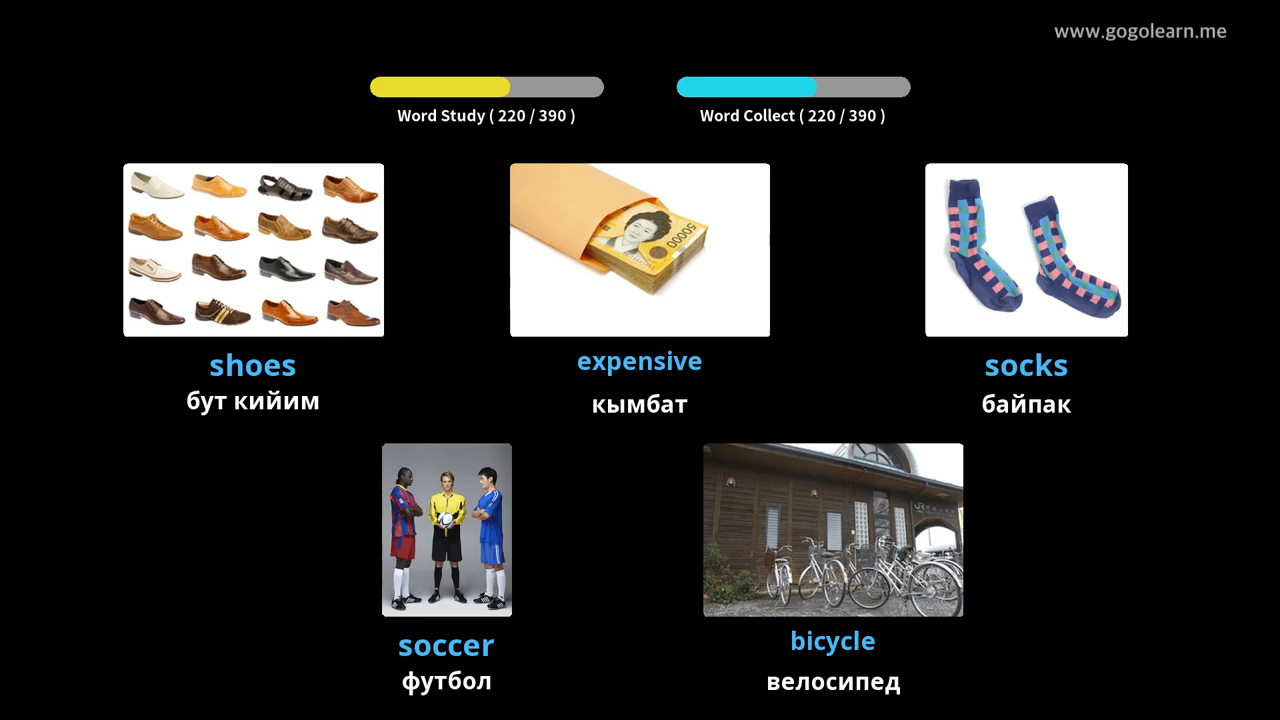 www.gogolearn.me
Word Study ( 220 / 390 )
Word Collect ( 220 / 390 )
50000
shoes
бут кийим
expensive
кымбат
socks
байпак
soccer
футбол
bicycle
велосипед